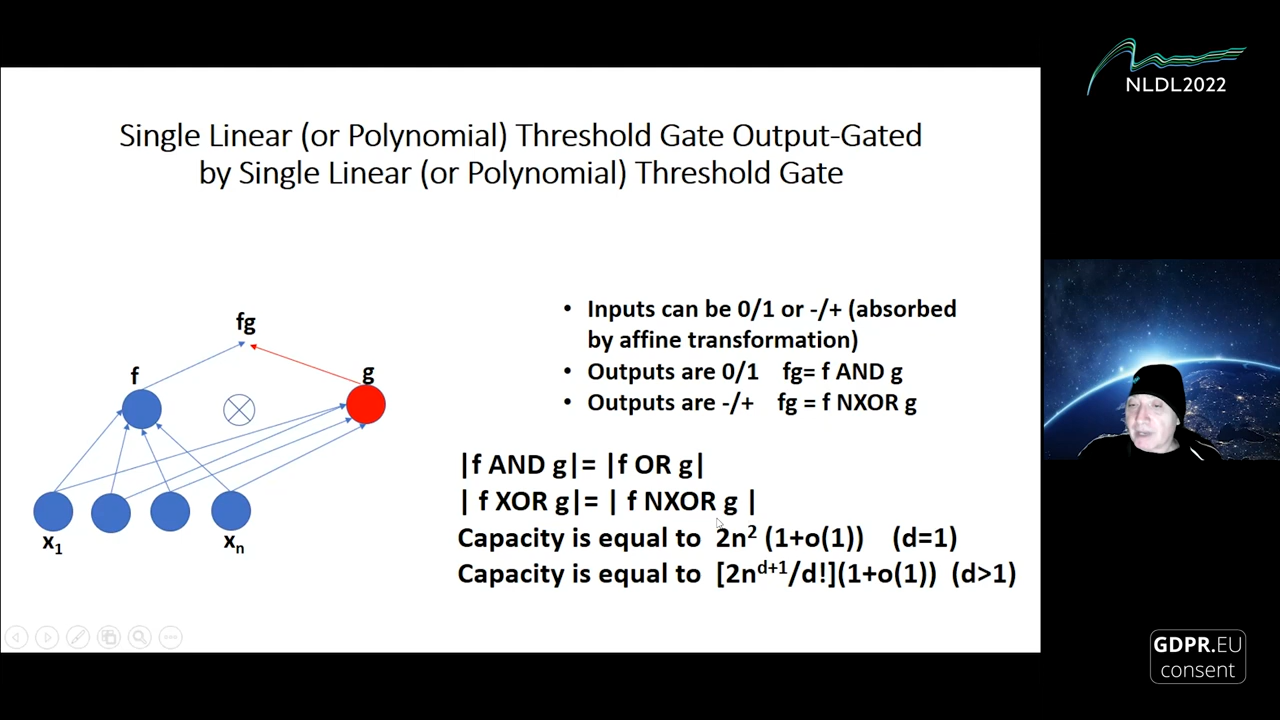 NLDL2022
Single Linear (or Polynomial) Threshold Gate Output-Gated
by Single Linear (or Polynomial) Threshold Gate
fg
f
g
x₁
xₙ
• Inputs can be 0/1 or -/+ (absorbed
by affine transformation)
• Outputs are 0/1 fg= f AND g
• Outputs are -/+ fg = f NXOR g
|f AND g|= |f OR g|
| f XOR g|= | f NXOR g |
Capacity is equal to 2n² (1+o(1)) (d=1)
Capacity is equal to [2nᵈ⁺¹/d!](1+o(1)) (d>1)
GDPR.EU
consent